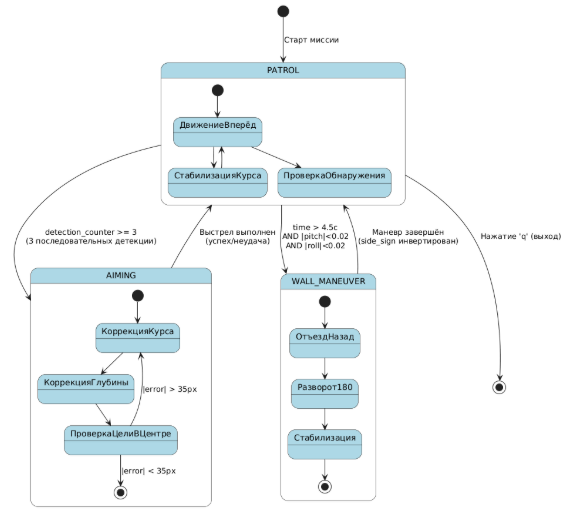 Старт миссии
PATROL
ДвижениеВперёд
СтабилизацияКурса
ПроверкаОбнаружения
detection_counter >= 3
(3 последовательных детекции)
Выстрел выполнен
(успех/неудача)
time > 4.5с
AND |pitch|<0.02
AND |roll|<0.02
Манвер завершён
(side_sign инвертирован)
Нажатие 'q' (выход)
AIMING
КоррекцияКурса
КоррекцияГлубины
|error| > 35px
ПроверкаЦелиВЦентре
|error| < 35px
WALL_MANEUVER
ОтъездНазад
Разворот180
Стабилизация